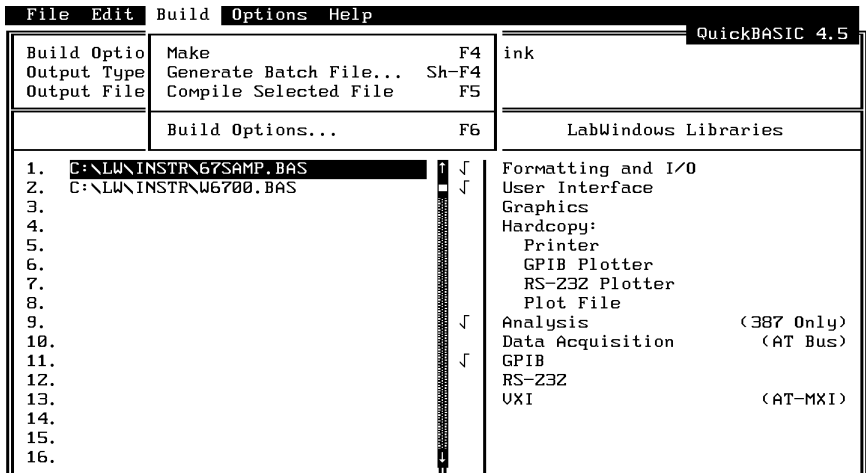 File Edit Build Options Help
QuickBASIC 4.5
Build Optio
Output Type
Output File
Make F4
Generate Batch File... Sh-F4
Compile Selected File F5
Build Options... F6
ink
LabWindows Libraries
1. C:\LW\INSTR\67SAMP.BAS
2. C:\LW\INSTR\W6700.BAS
3.
4.
5.
6.
7.
8.
9.
10.
11.
12.
13.
14.
15.
16.
√ Formatting and I/O
√ User Interface
Graphics
Hardcopy:
Printer
GPIB Plotter
RS-232 Plotter
Plot File
√ Analysis (387 Only)
Data Acquisition (AT Bus)
√ GPIB
RS-232
VXI (AT-MXI)